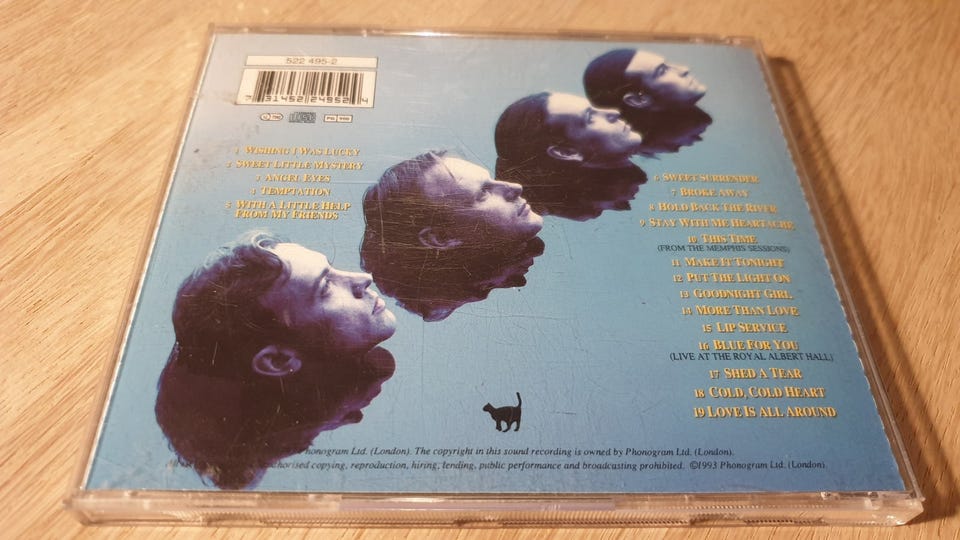 522 495-2
7 31452 24952 4
1 WISHING I WAS LUCKY
2 SWEET LITTLE MYSTERY
3 ANGEL EYES
4 TEMPTATION
5 WITH A LITTLE HELP
FROM MY FRIENDS
6 SWEET SURRENDER
7 BROKE AWAY
8 HOLD BACK THE RIVER
9 STAY WITH ME HEARTACHE
10 THIS TIME
(FROM THE MEMPHIS SESSIONS)
11 MAKE IT TONIGHT
12 PUT THE LIGHT ON
13 GOODNIGHT GIRL
14 MORE THAN LOVE
15 LIP SERVICE
16 BLUE FOR YOU
(LIVE AT THE ROYAL ALBERT HALL)
17 SHED A TEAR
18 COLD, COLD HEART
19 LOVE IS ALL AROUND
Phonogram Ltd. (London). The copyright in this sound recording is owned by Phonogram Ltd. (London).
copying, reproduction, hiring, lending, public performance and broadcasting prohibited. ©1993 Phonogram Ltd. (London).